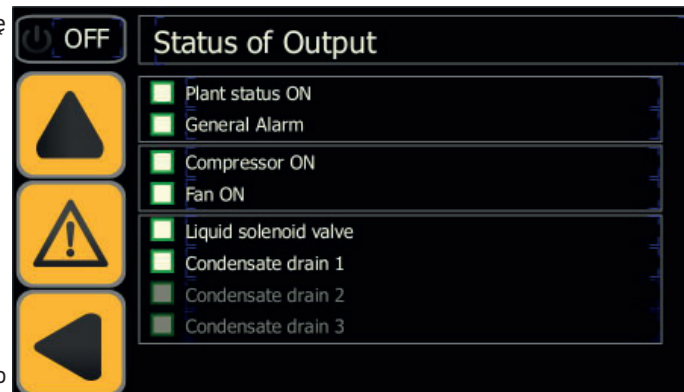 OFF
Status of Output
Plant status ON
General Alarm
Compressor ON
Fan ON
Liquid solenoid valve
Condensate drain 1
Condensate drain 2
Condensate drain 3